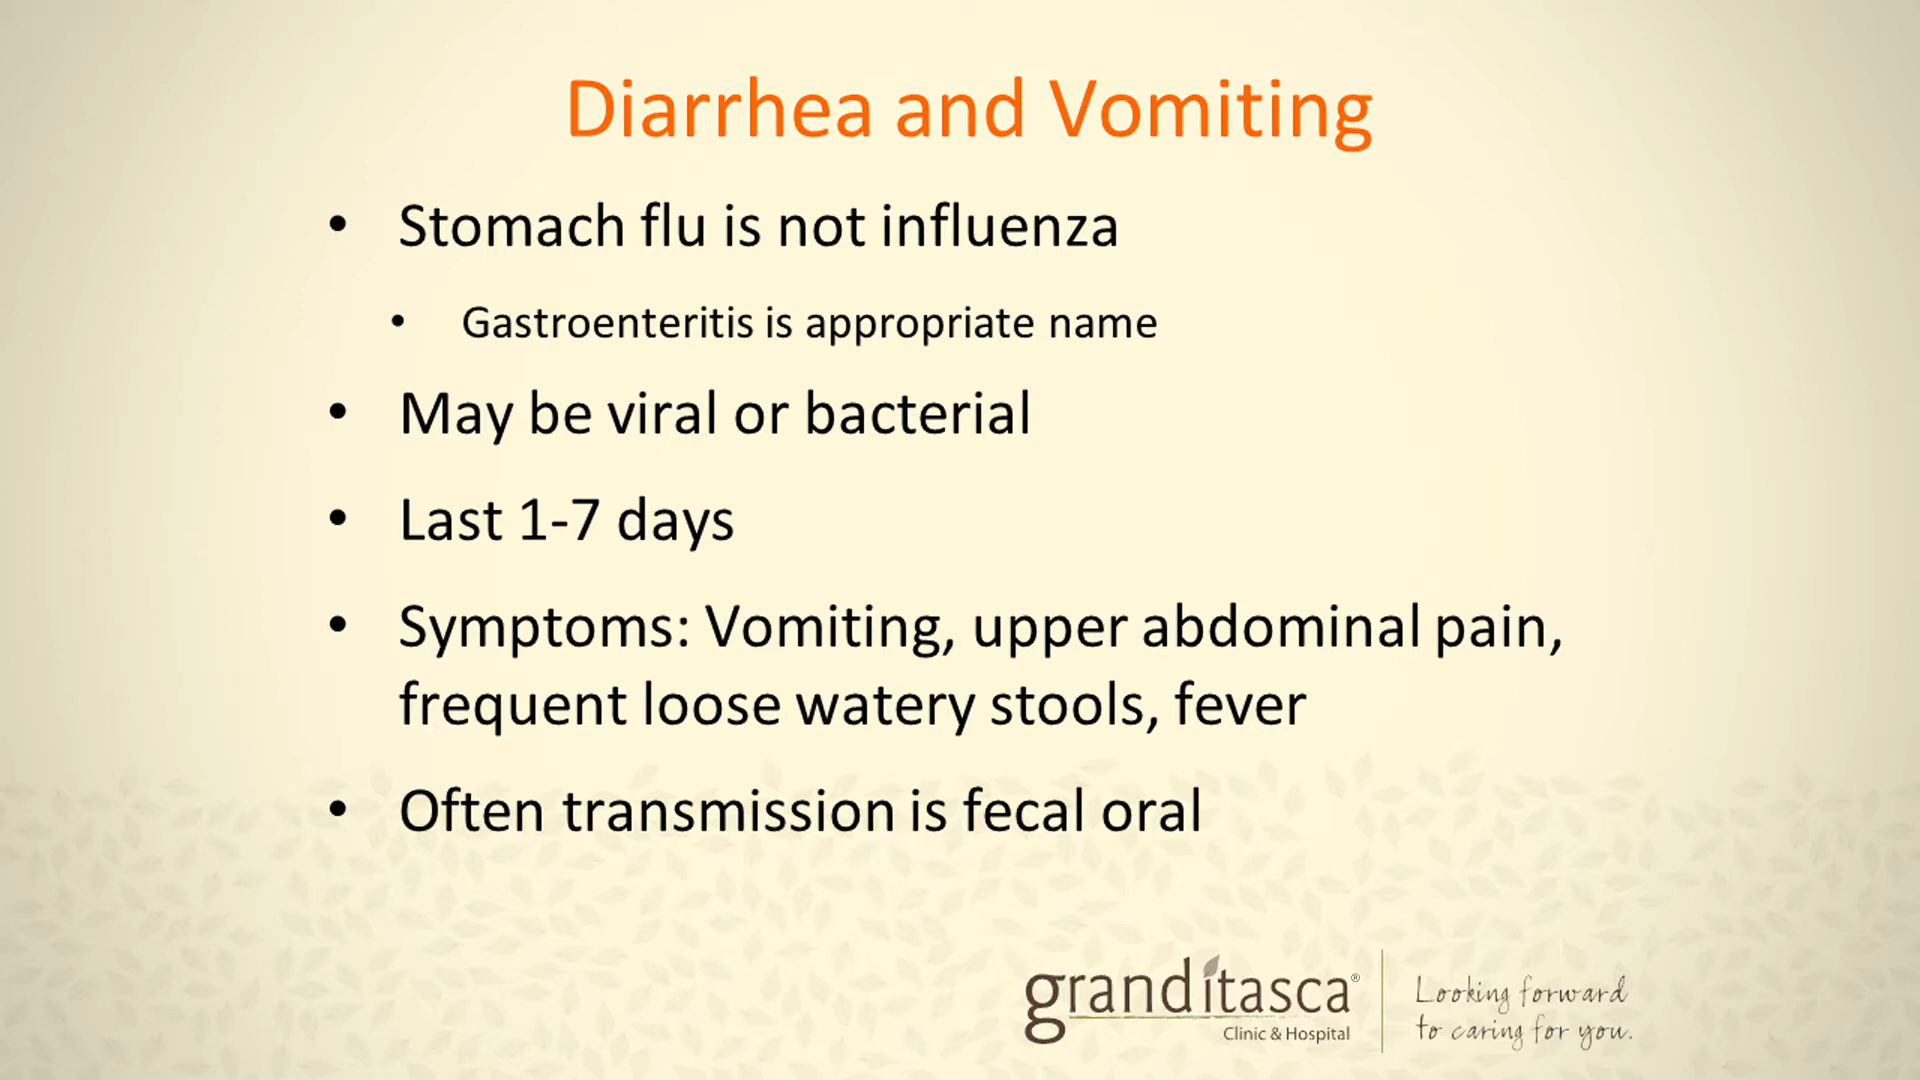 Diarrhea and Vomiting
• Stomach flu is not influenza
• Gastroenteritis is appropriate name
• May be viral or bacterial
• Last 1-7 days
• Symptoms: Vomiting, upper abdominal pain,
frequent loose watery stools, fever
• Often transmission is fecal oral
granditasca®
Clinic & Hospital
Looking forward
to caring for you.